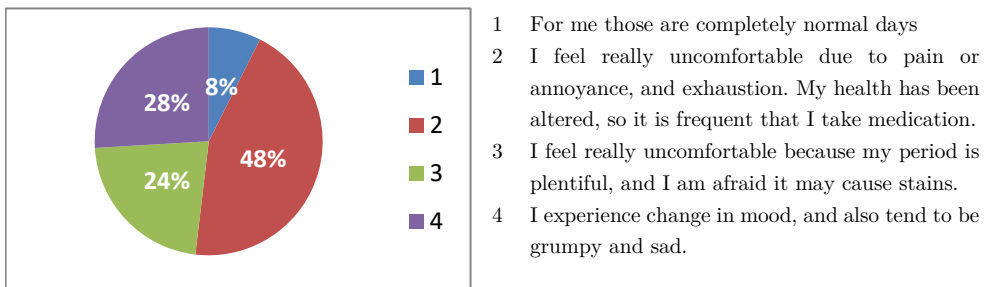 8%
48%
24%
28%
1
2
3
4
1 For me those are completely normal days
2 I feel really uncomfortable due to pain or
annoyance, and exhaustion. My health has been
altered, so it is frequent that I take medication.
3 I feel really uncomfortable because my period is
plentiful, and I am afraid it may cause stains.
4 I experience change in mood, and also tend to be
grumpy and sad.